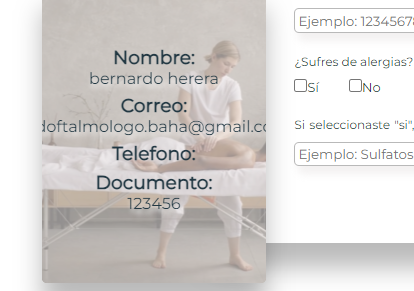 Nombre:
bernardo herera
Correo:
doftalmologo.baha@gmail.co
Telefono:
Documento:
123456
Ejemplo: 1234567
¿Sufres de alergias?
Sí
No
Si seleccionaste "si",
Ejemplo: Sulfatos